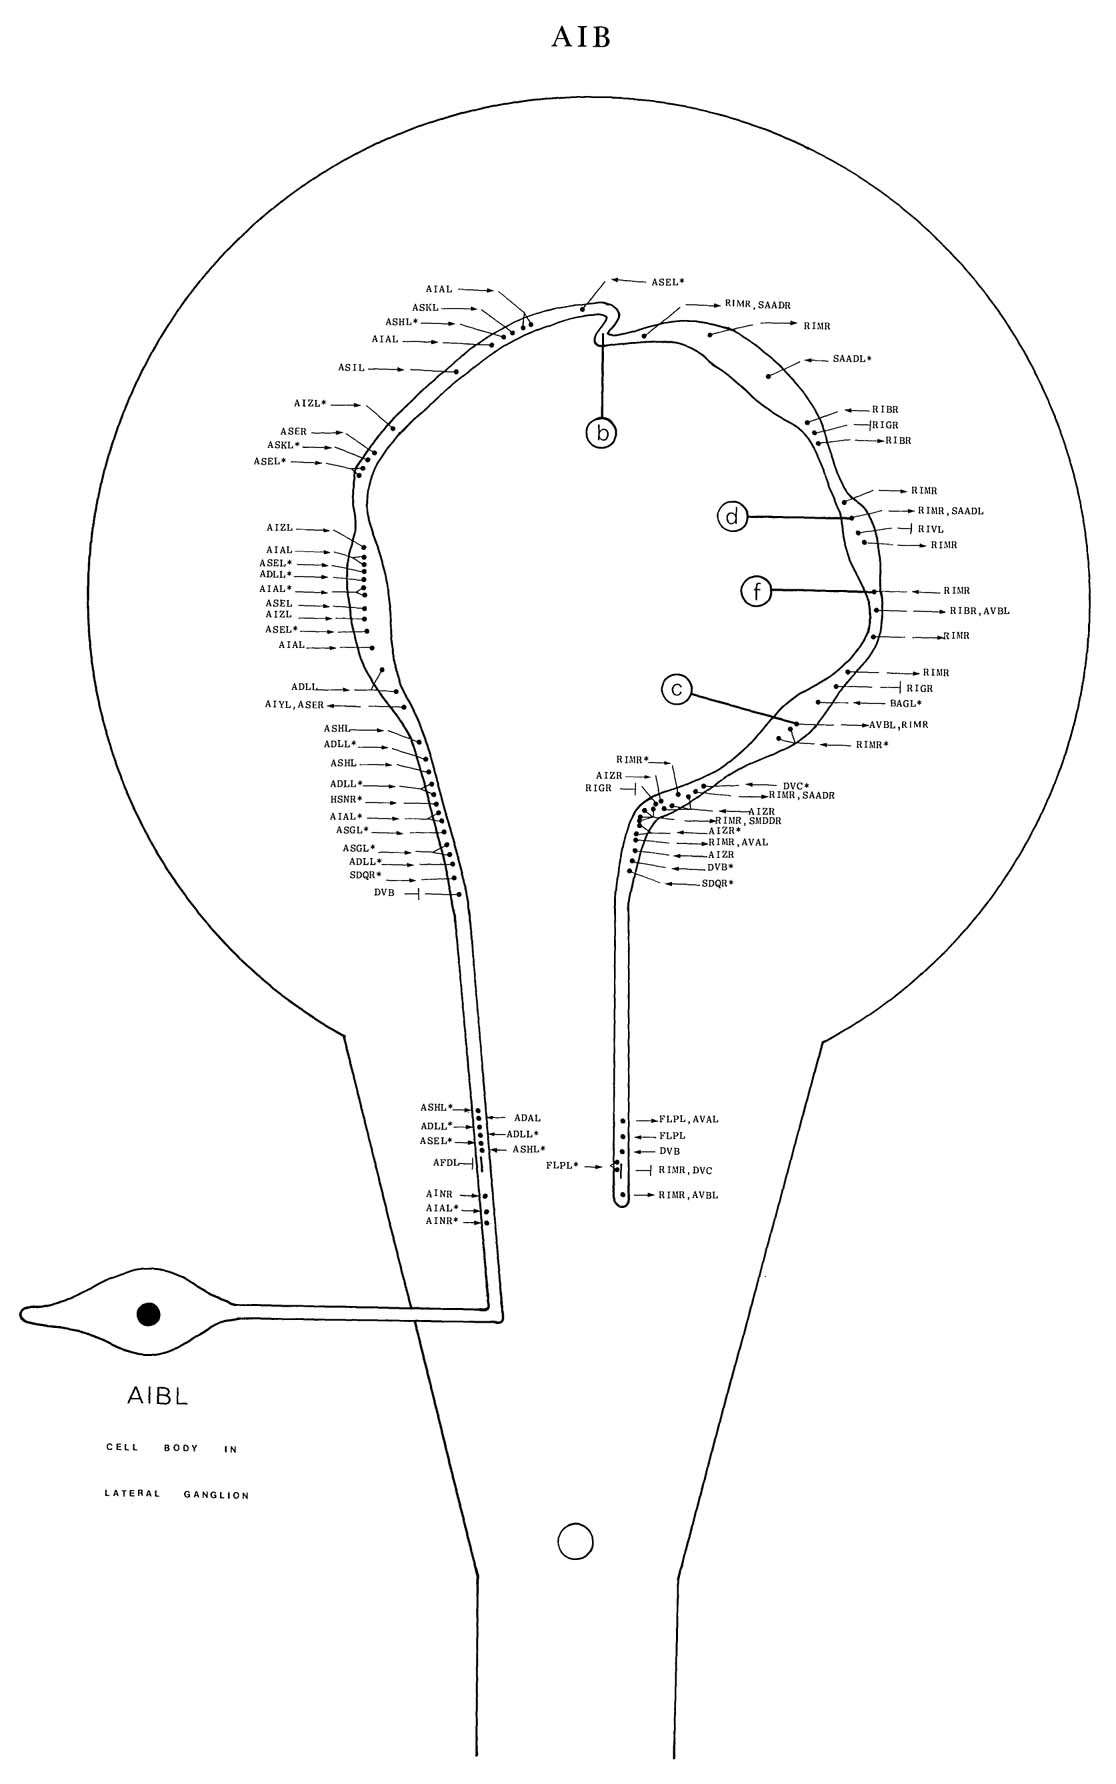 AIB
ASEL*
AIAL
ASKL
ASHL*
AIAL
ASIL
AIZL*
ASER
ASKL*
ASEL*
AIZL
AIAL
ASEL*
ADLL*
AIAL*
ASEL
AIZL
ASEL*
AIAL
ADLL
AIYL, ASER
ASHL
ADLL*
ASHL
ADLL*
HSNR*
AIAL*
ASGL*
ASGL*
ADLL*
SDQR*
DVB
ASHL*
ADAL
ADLL*
ADLL*
ASEL*
ASHL*
AFDL
AINR
AIAL*
AINR*
RIMR, SAADR
RIMR
SAADL*
RIBR
RIGR
RIBR
RIMR
RIMR, SAADL
RIVL
RIMR
RIMR
RIBR, AVBL
RIMR
RIMR
RIGR
BAGL*
AVBL, RIMR
RIMR*
RIMR*
AIZR
RIGR
DVC*
RIMR, SAADR
AIZR
RIMR, SMDDR
AIZR*
RIMR, AVAL
AIZR
DVB*
SDQR*
FLPL, AVAL
FLPL
DVB
FLPL*
RIMR, DVC
RIMR, AVBL
b
d
f
c
AIBL
CELL BODY IN
LATERAL GANGLION